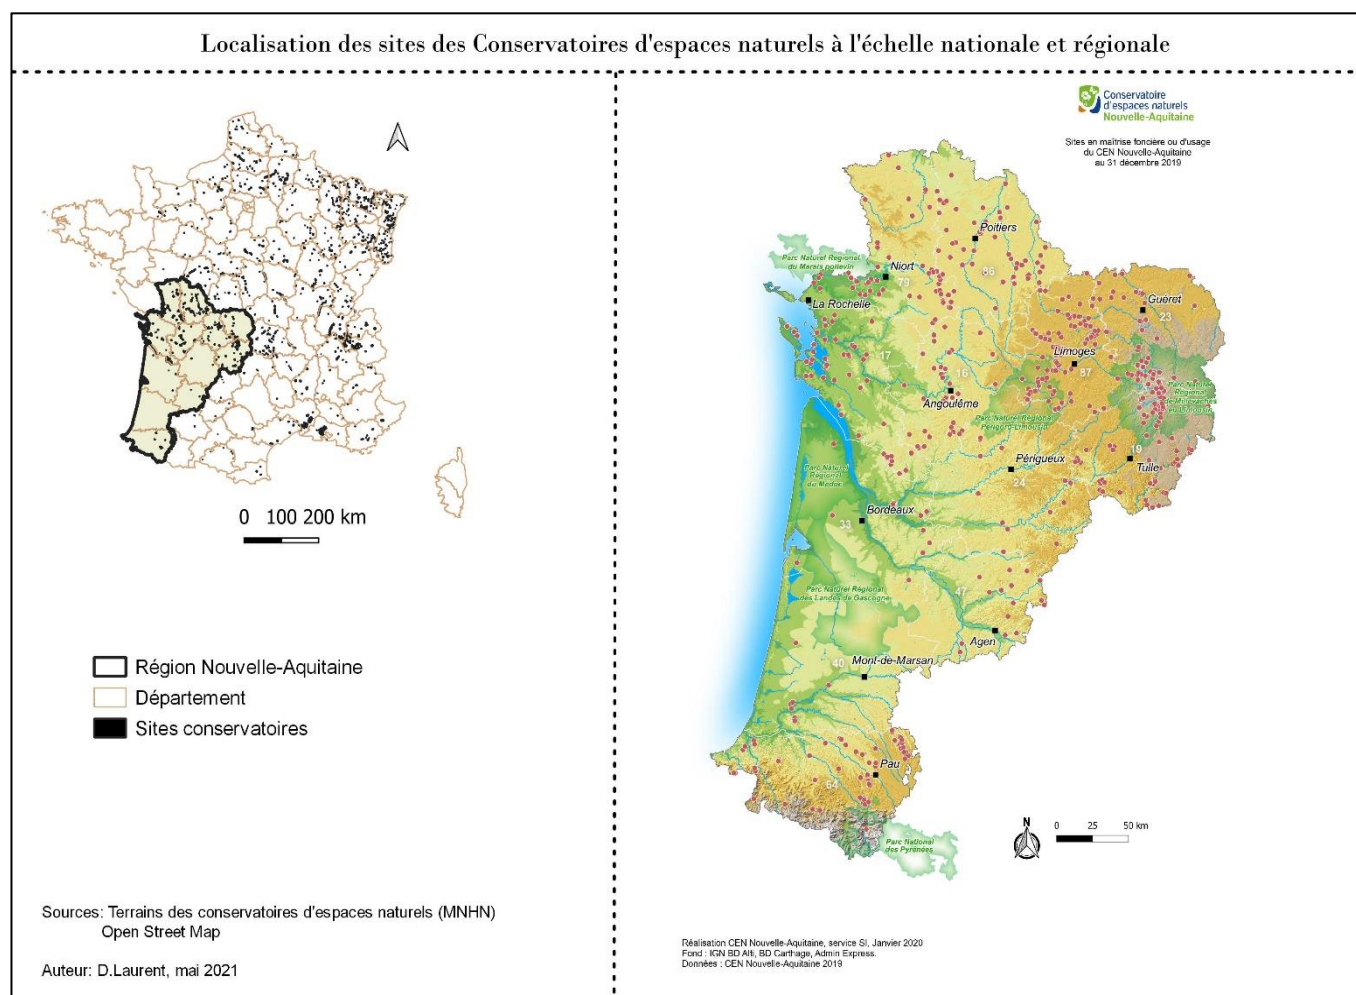 Localisation des sites des Conservatoires d'espaces naturels à l'échelle nationale et régionale
0 100 200 km
Région Nouvelle-Aquitaine
Département
Sites conservatoires
Sources: Terrains des conservatoires d'espaces naturels (MNHN)
Open Street Map
Auteur: D.Laurent, mai 2021
Conservatoire
d'espaces naturels
Nouvelle-Aquitaine
Sites en maîtrise foncière ou d'usage
du CEN Nouvelle-Aquitaine
au 31 décembre 2019
Poitiers
86
Parc Naturel Régional
du Marais poitevin
Niort
79
La Rochelle
Guéret
23
17
Limoges
87
16
Angoulême
Parc Naturel Régional
Périgord-Limousin
Parc Naturel
Régional
de Millevaches
en Limousin
Parc Naturel
Régional
du Médoc
Périgueux
24
19
Tulle
Bordeaux
33
Parc Naturel Régional
des Landes de Gascogne
47
Agen
Mont-de-Marsan
40
Pau
64
Parc National
des Pyrénées
N
0 25 50 km
Réalisation CEN Nouvelle-Aquitaine, service SI, Janvier 2020
Fond : IGN BD Alti, BD Carthage, Admin Express.
Données : CEN Nouvelle-Aquitaine 2019